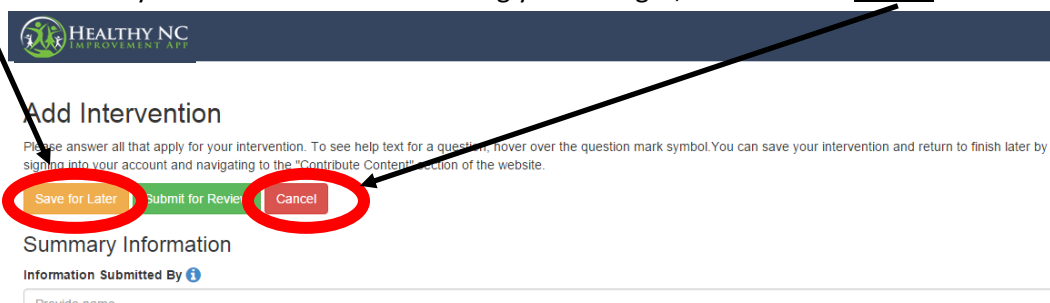 HEALTHY NC
IMPROVEMENT APP
Add Intervention
Please answer all that apply for your intervention. To see help text for a question, hover over the question mark symbol.You can save your intervention and return to finish later by
signing into your account and navigating to the "Contribute Content" section of the website.
Save for Later Submit for Review Cancel
Summary Information
Information Submitted By
Provide name